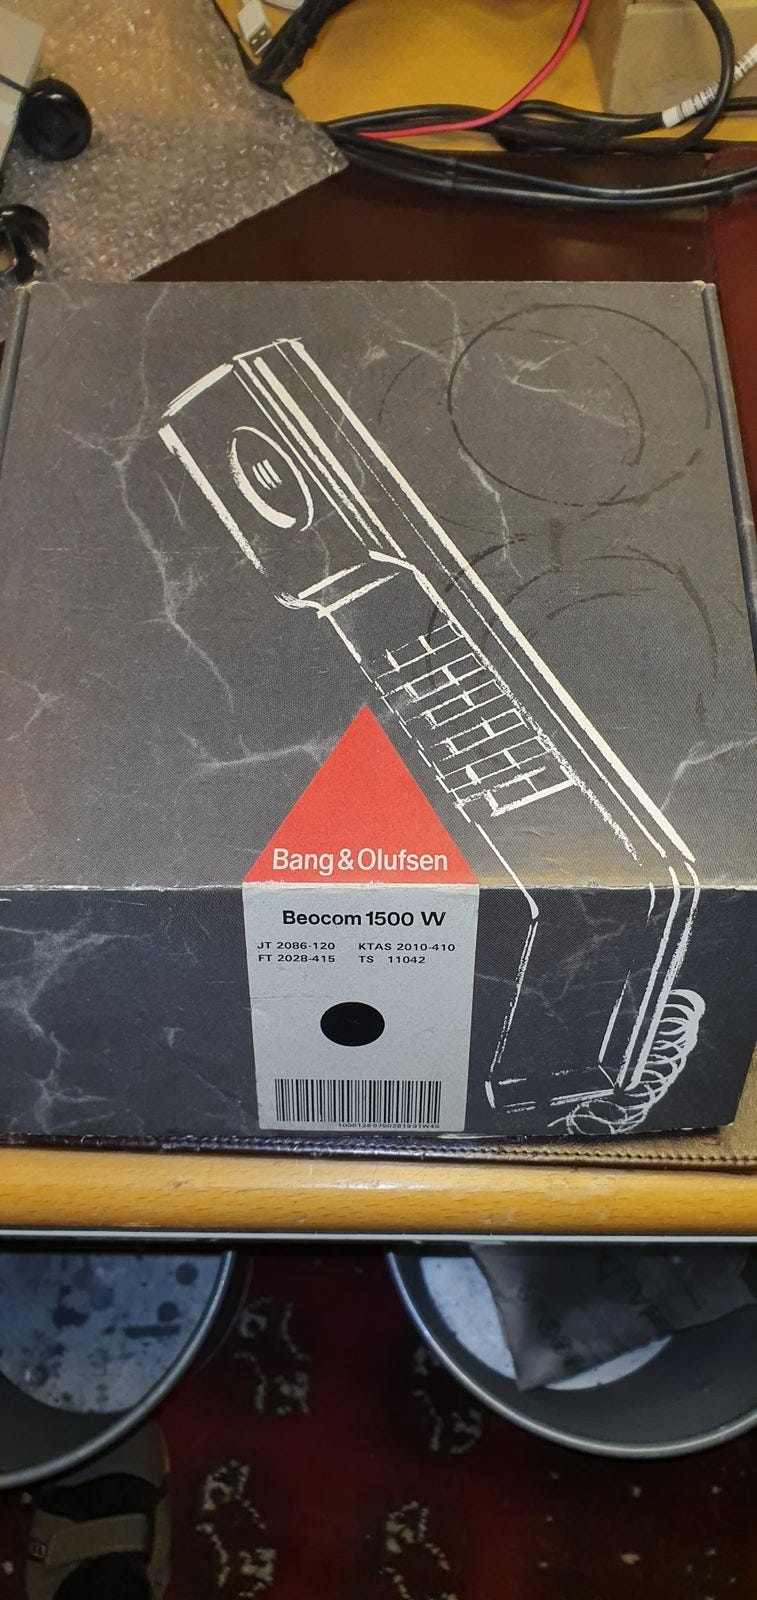 Bang & Olufsen
Beocom 1500 W
JT 2086-120 KTAS 2010-410
FT 2028-415 TS 11042